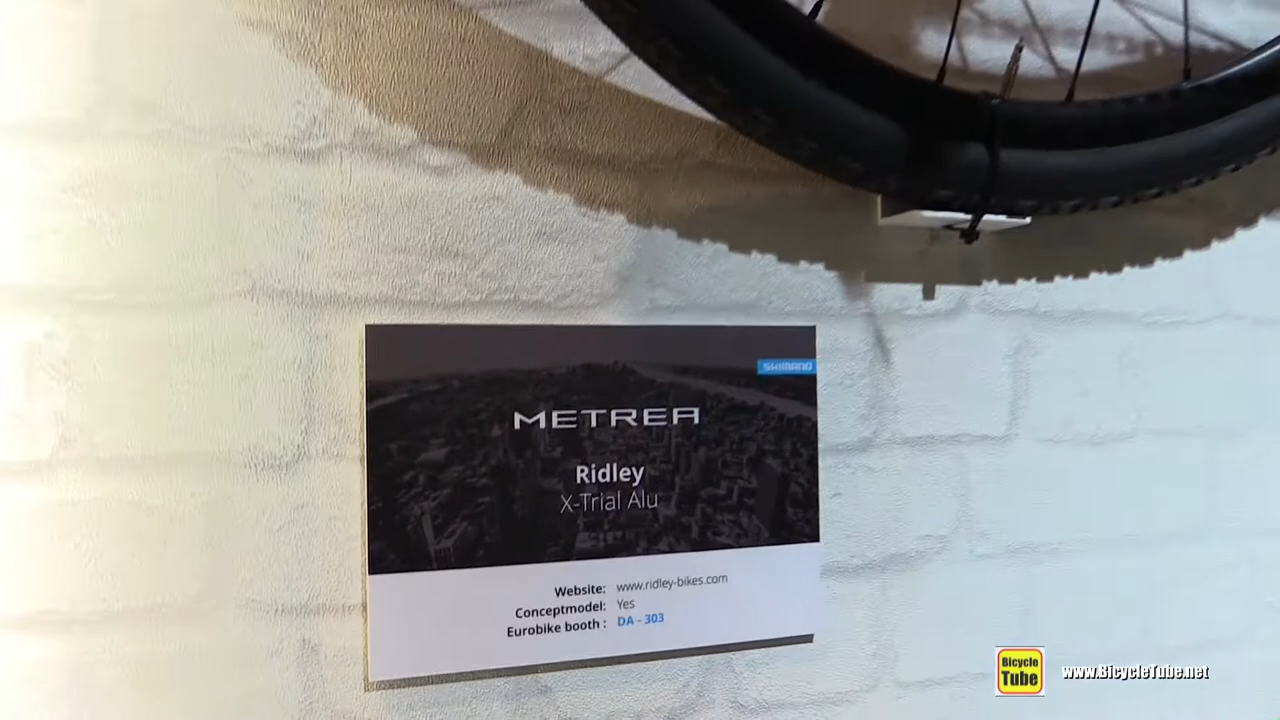 SHIMANO
METREA
Ridley
X-Trial Alu
Website: www.ridley-bikes.com
Conceptmodel: Yes
Eurobike booth : DA - 303
Bicycle
Tube
www.BicycleTube.net